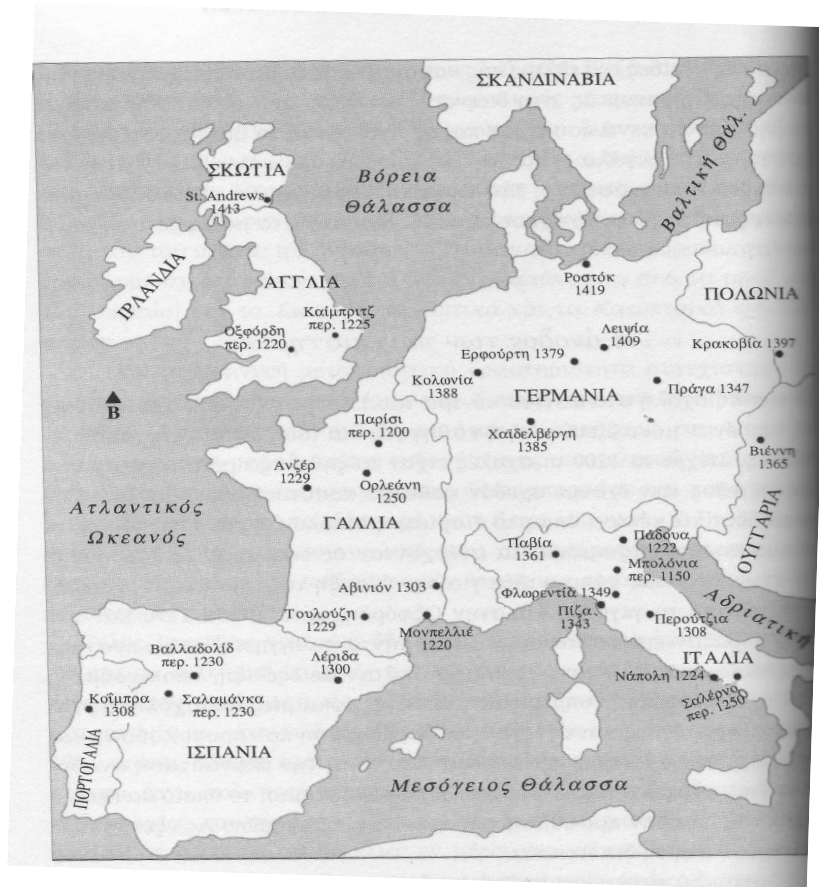 ΣΚΑΝΔΙΝΑΒΙΑ
ΣΚΩΤΙΑ
St. Andrews
1413
Βόρεια
Θάλασσα
Βαλτική Θάλ.
ΙΡΛΑΝΔΙΑ
ΑΓΓΛΙΑ
Καίμπριτζ
περ. 1225
Οξφόρδη
περ. 1220
Ροστόκ
1419
ΠΟΛΩΝΙΑ
Λειψία
1409
Κρακοβία 1397
Ερφούρτη 1379
Κολωνία
1388
ΓΕΡΜΑΝΙΑ
Πράγα 1347
Β
Παρίσι
περ. 1200
Χαϊδελβέργη
1385
Βιέννη
1365
Ανζέρ
1229
Ορλεάνη
1250
Ατλαντικός
Ωκεανός
ΓΑΛΛΙΑ
ΟΥΓΓΑΡΙΑ
Παβία
1361
Πάδουα
1222
Μπολόνια
περ. 1150
Αβινιόν 1303
Φλωρεντία 1349
Αδριατική
Τουλούζη
1229
Μονπελλιέ
1220
Πίζα
1343
Περούτζια
1308
Βαλλαδολίδ
περ. 1230
Λέριδα
1300
ΙΤΑΛΙΑ
Νάπολη 1224
Σαλέρνο
περ. 1250
Κοΐμπρα
1308
Σαλαμάνκα
περ. 1230
ΠΟΡΤΟΓΑΛΙΑ
ΙΣΠΑΝΙΑ
Μεσόγειος Θάλασσα